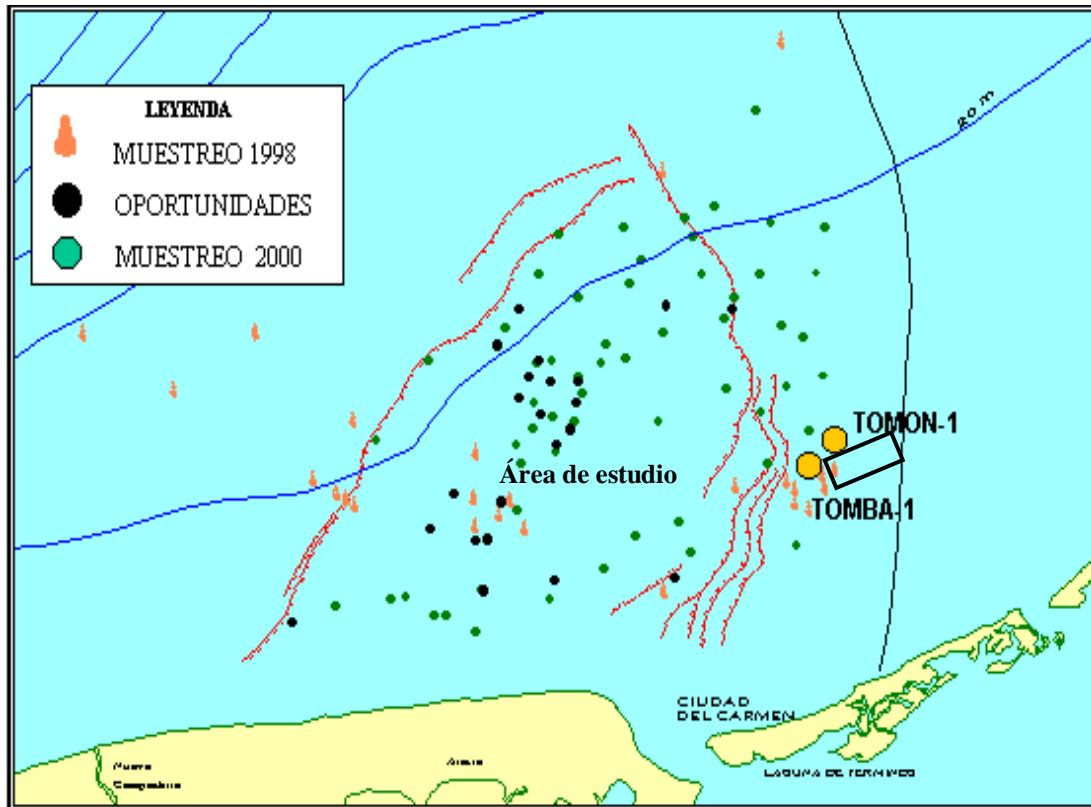 LEYENDA
MUESTREO 1998
OPORTUNIDADES
MUESTREO 2000
20 m
TOMON-1
Área de estudio
TOMBA-1
CIUDAD
DEL CARMEN
LAGUNA DE TERMINOS